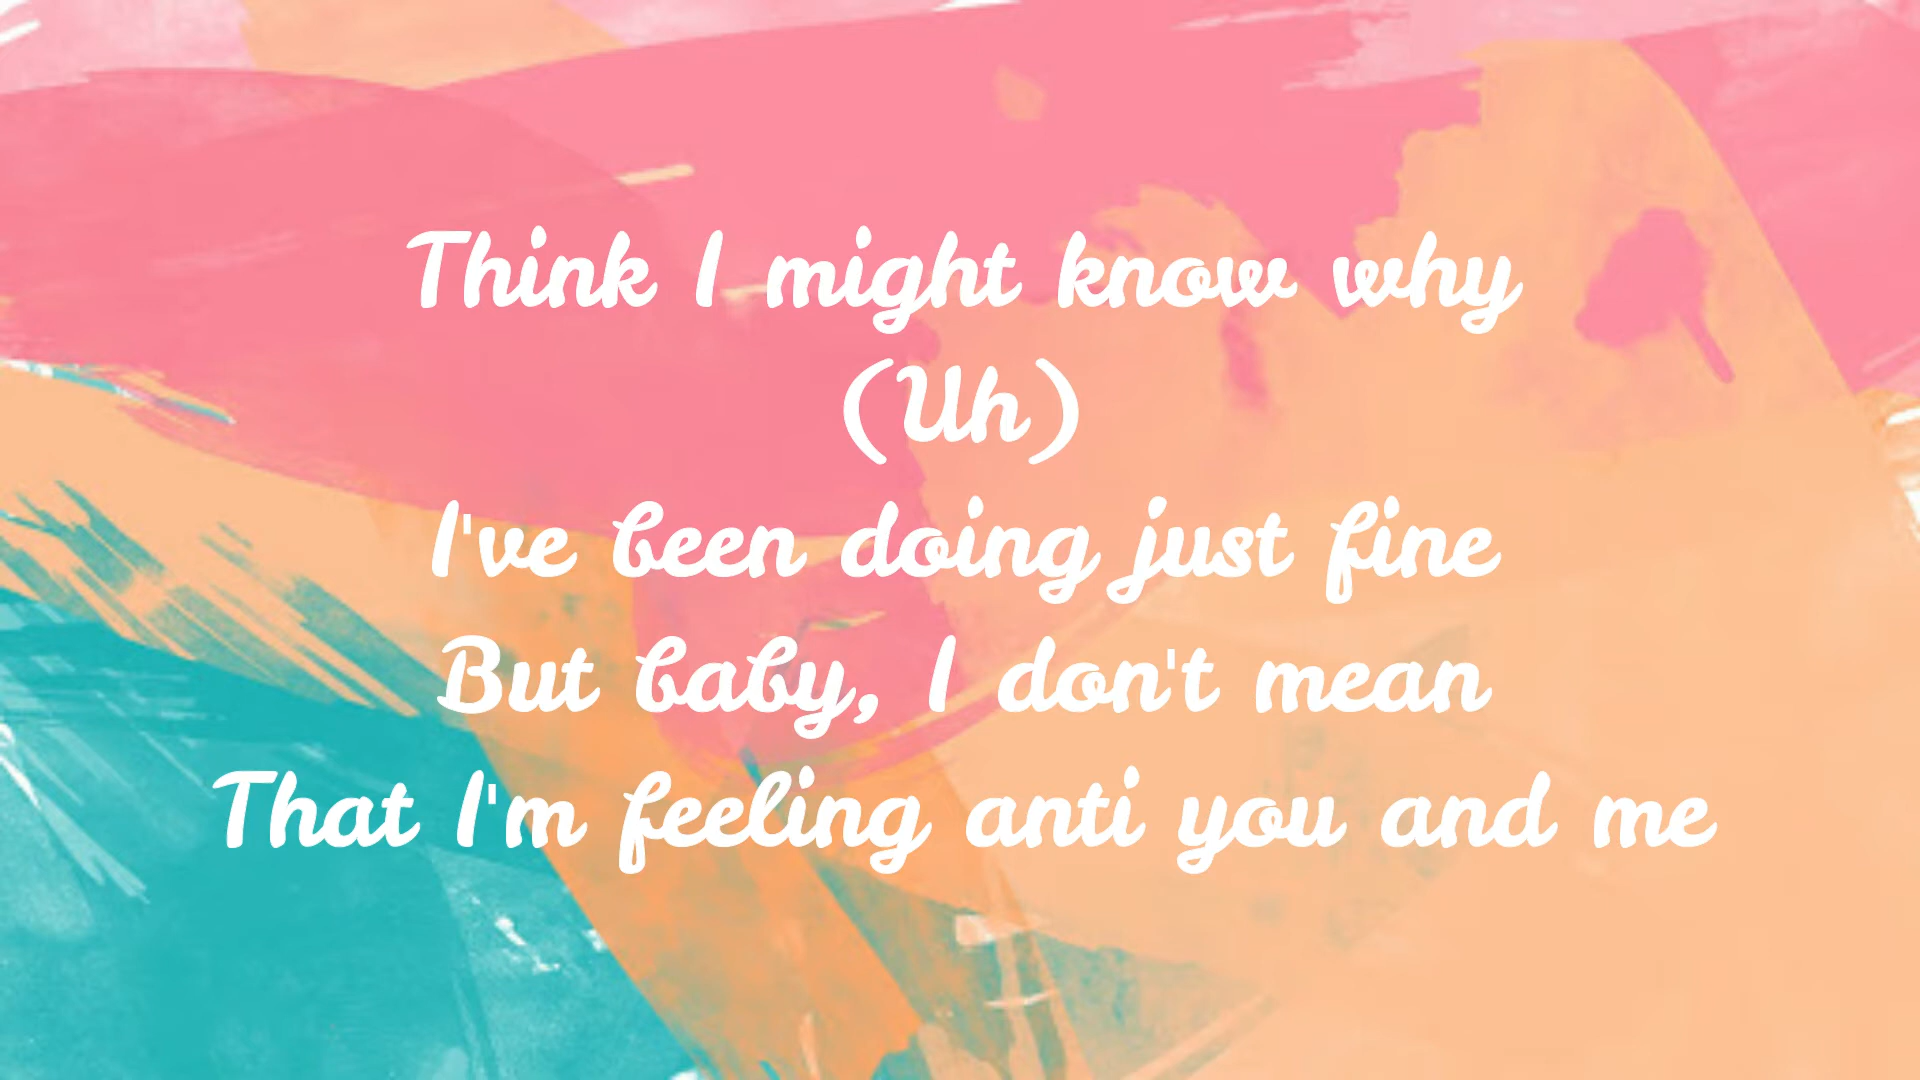 Think I might know why
(Uh)
I've been doing just fine
But baby, I don't mean
That I'm feeling anti you and me